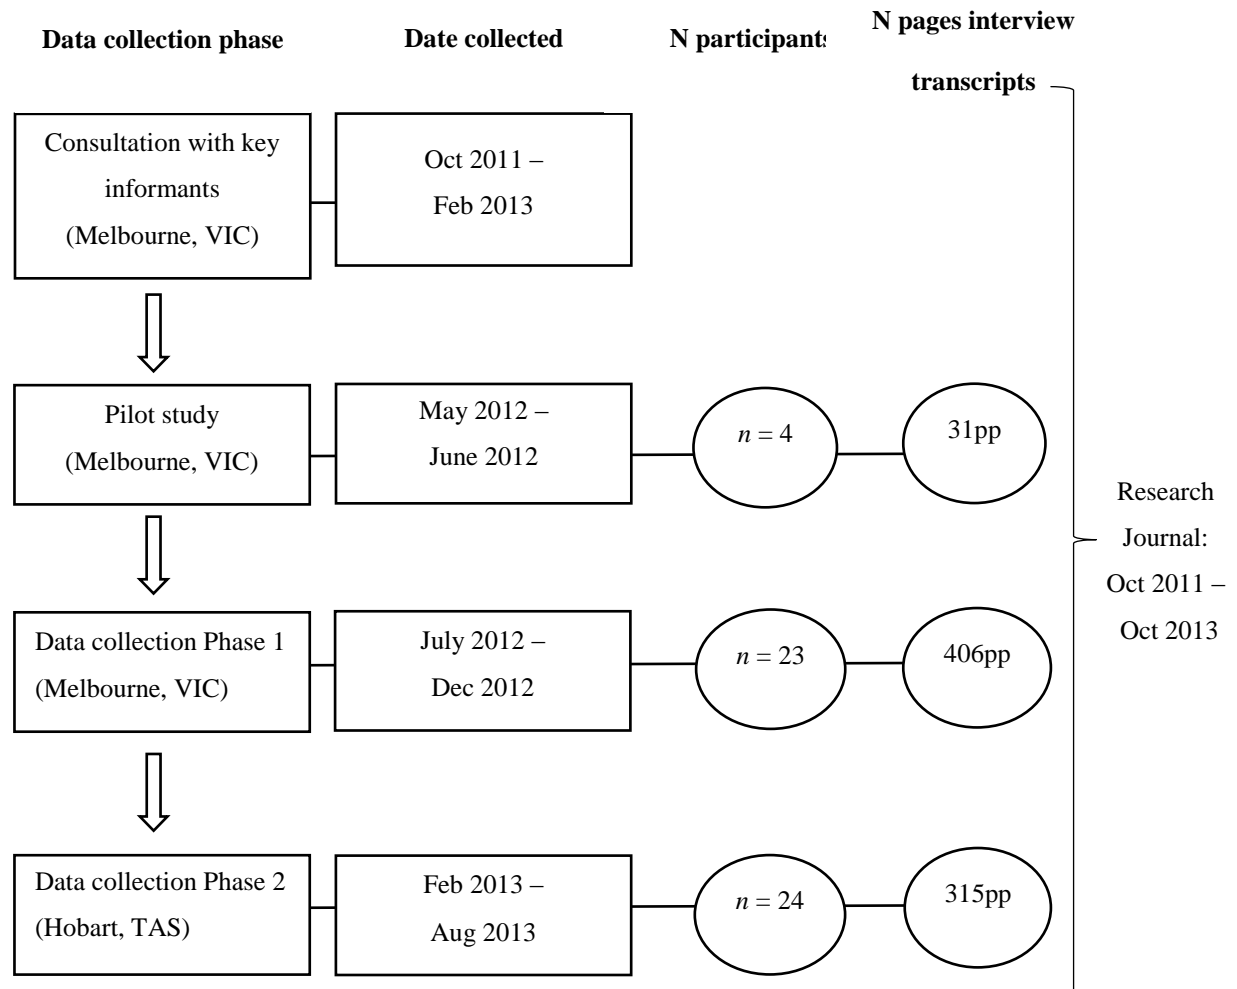 Data collection phase
Date collected
N participants
N pages interview
transcripts
Consultation with key
informants
(Melbourne, VIC)
Oct 2011 –
Feb 2013
Pilot study
(Melbourne, VIC)
May 2012 –
June 2012
n = 4
31pp
Data collection Phase 1
(Melbourne, VIC)
July 2012 –
Dec 2012
n = 23
406pp
Data collection Phase 2
(Hobart, TAS)
Feb 2013 –
Aug 2013
n = 24
315pp
Research
Journal:
Oct 2011 –
Oct 2013